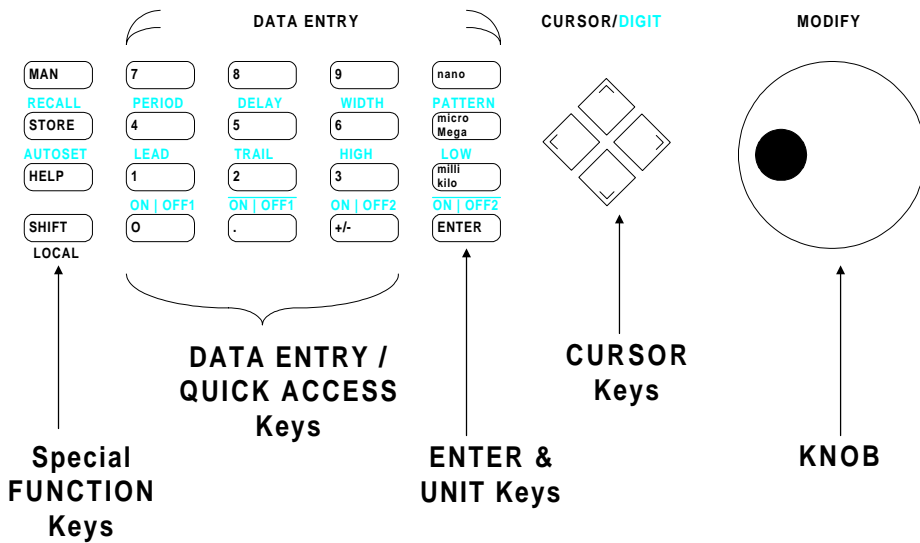 DATA ENTRY CURSOR/DIGIT MODIFY
MAN 7 8 9 nano
RECALL PERIOD DELAY WIDTH PATTERN
STORE 4 5 6 micro
Mega
AUTOSET LEAD TRAIL HIGH LOW
HELP 1 2 3 milli
kilo
ON | OFF1 ON | OFF1 ON | OFF2 ON | OFF2
SHIFT O . +/- ENTER
LOCAL
DATA ENTRY /
QUICK ACCESS
Keys
CURSOR
Keys
Special
FUNCTION
Keys
ENTER &
UNIT Keys
KNOB